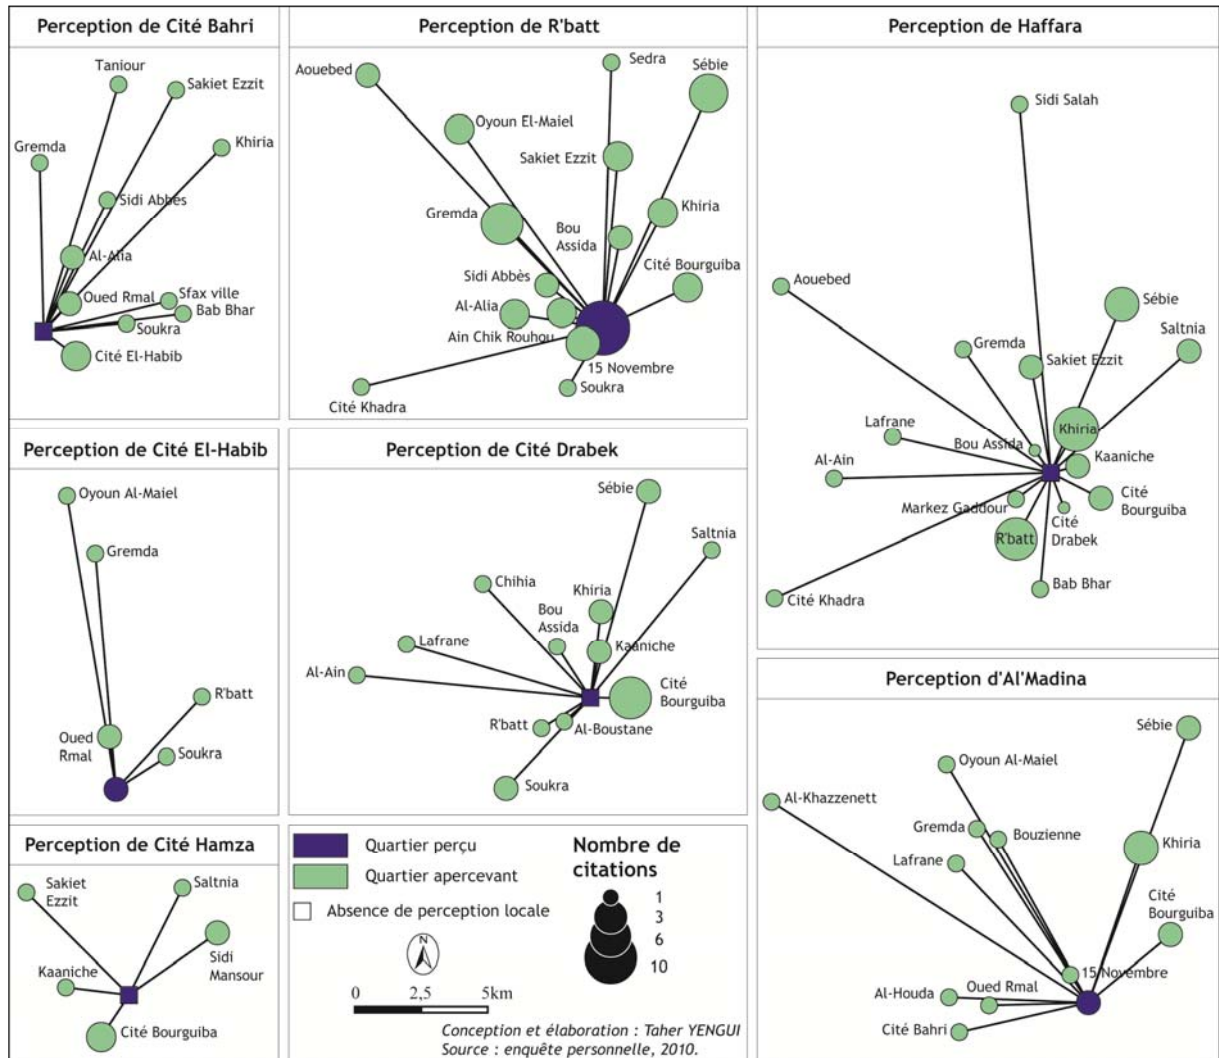 Perception de Cité Bahri
Taniour
Sakiet Ezzit
Gremda
Khiria
Sidi Abbès
Al-Alia
Oued Rmal
Sfax ville
Bab Bhar
Soukra
Cité El-Habib
Perception de R'batt
Sedra
Sébie
Aouebed
Oyoun El-Maiel
Sakiet Ezzit
Gremda
Khiria
Bou
Assida
Cité Bourguiba
Sidi Abbès
Al-Alia
Ain Chik Rouhou
15 Novembre
Soukra
Cité Khadra
Perception de Haffara
Sidi Salah
Aouebed
Sébie
Saltnia
Gremda
Sakiet Ezzit
Lafrane
Khiria
Bou Assida
Kaaniche
Al-Ain
Cité
Bourguiba
Markez Gaddour
Cité
Drabek
R'batt
Bab Bhar
Cité Khadra
Perception de Cité El-Habib
Oyoun Al-Maiel
Gremda
R'batt
Oued
Rmal
Soukra
Perception de Cité Drabek
Sébie
Saltnia
Chihia
Khiria
Bou
Assida
Lafrane
Kaaniche
Al-Ain
Cité
Bourguiba
R'batt
Al-Boustane
Soukra
Perception d'Al'Madina
Sébie
Oyoun Al-Maiel
Al-Khazzenett
Gremda
Bouzienne
Khiria
Lafrane
Cité
Bourguiba
15 Novembre
Al-Houda
Oued Rmal
Cité Bahri
Perception de Cité Hamza
Sakiet
Ezzit
Saltnia
Sidi
Mansour
Kaaniche
Cité Bourguiba
Quartier perçu
Quartier apercevant
Absence de perception locale
Nombre de
citations
1
3
6
10
N
0 2,5 5km
Conception et élaboration : Taher YENGUI
Source : enquête personnelle, 2010.